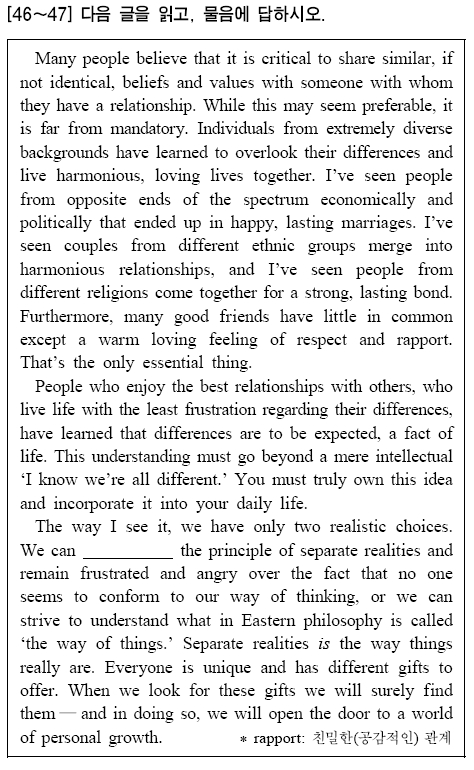 [46～47] 다음 글을 읽고, 물음에 답하시오.
Many people believe that it is critical to share similar, if
not identical, beliefs and values with someone with whom
they have a relationship. While this may seem preferable, it
is far from mandatory. Individuals from extremely diverse
backgrounds have learned to overlook their differences and
live harmonious, loving lives together. I've seen people
from opposite ends of the spectrum economically and
politically that ended up in happy, lasting marriages. I've
seen couples from different ethnic groups merge into
harmonious relationships, and I've seen people from
different religions come together for a strong, lasting bond.
Furthermore, many good friends have little in common
except a warm loving feeling of respect and rapport.
That's the only essential thing.
People who enjoy the best relationships with others, who
live life with the least frustration regarding their differences,
have learned that differences are to be expected, a fact of
life. This understanding must go beyond a mere intellectual
'I know we're all different.' You must truly own this idea
and incorporate it into your daily life.
The way I see it, we have only two realistic choices.
We can __________ the principle of separate realities and
remain frustrated and angry over the fact that no one
seems to conform to our way of thinking, or we can
strive to understand what in Eastern philosophy is called
'the way of things.' Separate realities is the way things
really are. Everyone is unique and has different gifts to
offer. When we look for these gifts we will surely find
them — and in doing so, we will open the door to a world
of personal growth. * rapport: 친밀한(공감적인) 관계